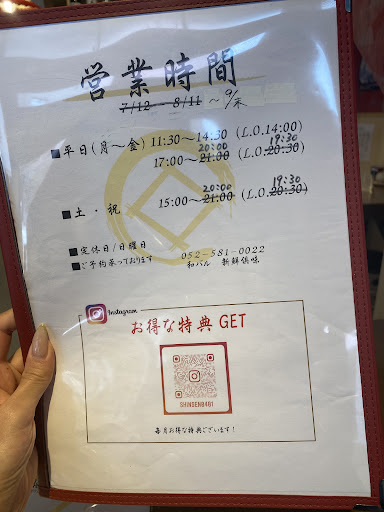 営業時間
7/12 - 8/11 ~ 9/末
■平日(月~金) 11:30~14:30 (L.O.14:00)
20:00 19:30
17:00~21:00 (L.O.20:30)
20:00 19:30
■土・祝 15:00~21:00 (L.O.20:30)
■定休日/日曜日 052-581-0022
■ご予約承っております 和バル 新鮮倶味
Instagram
お得な特典 GET
SHINSEN0461
毎月お得な特典ございます!